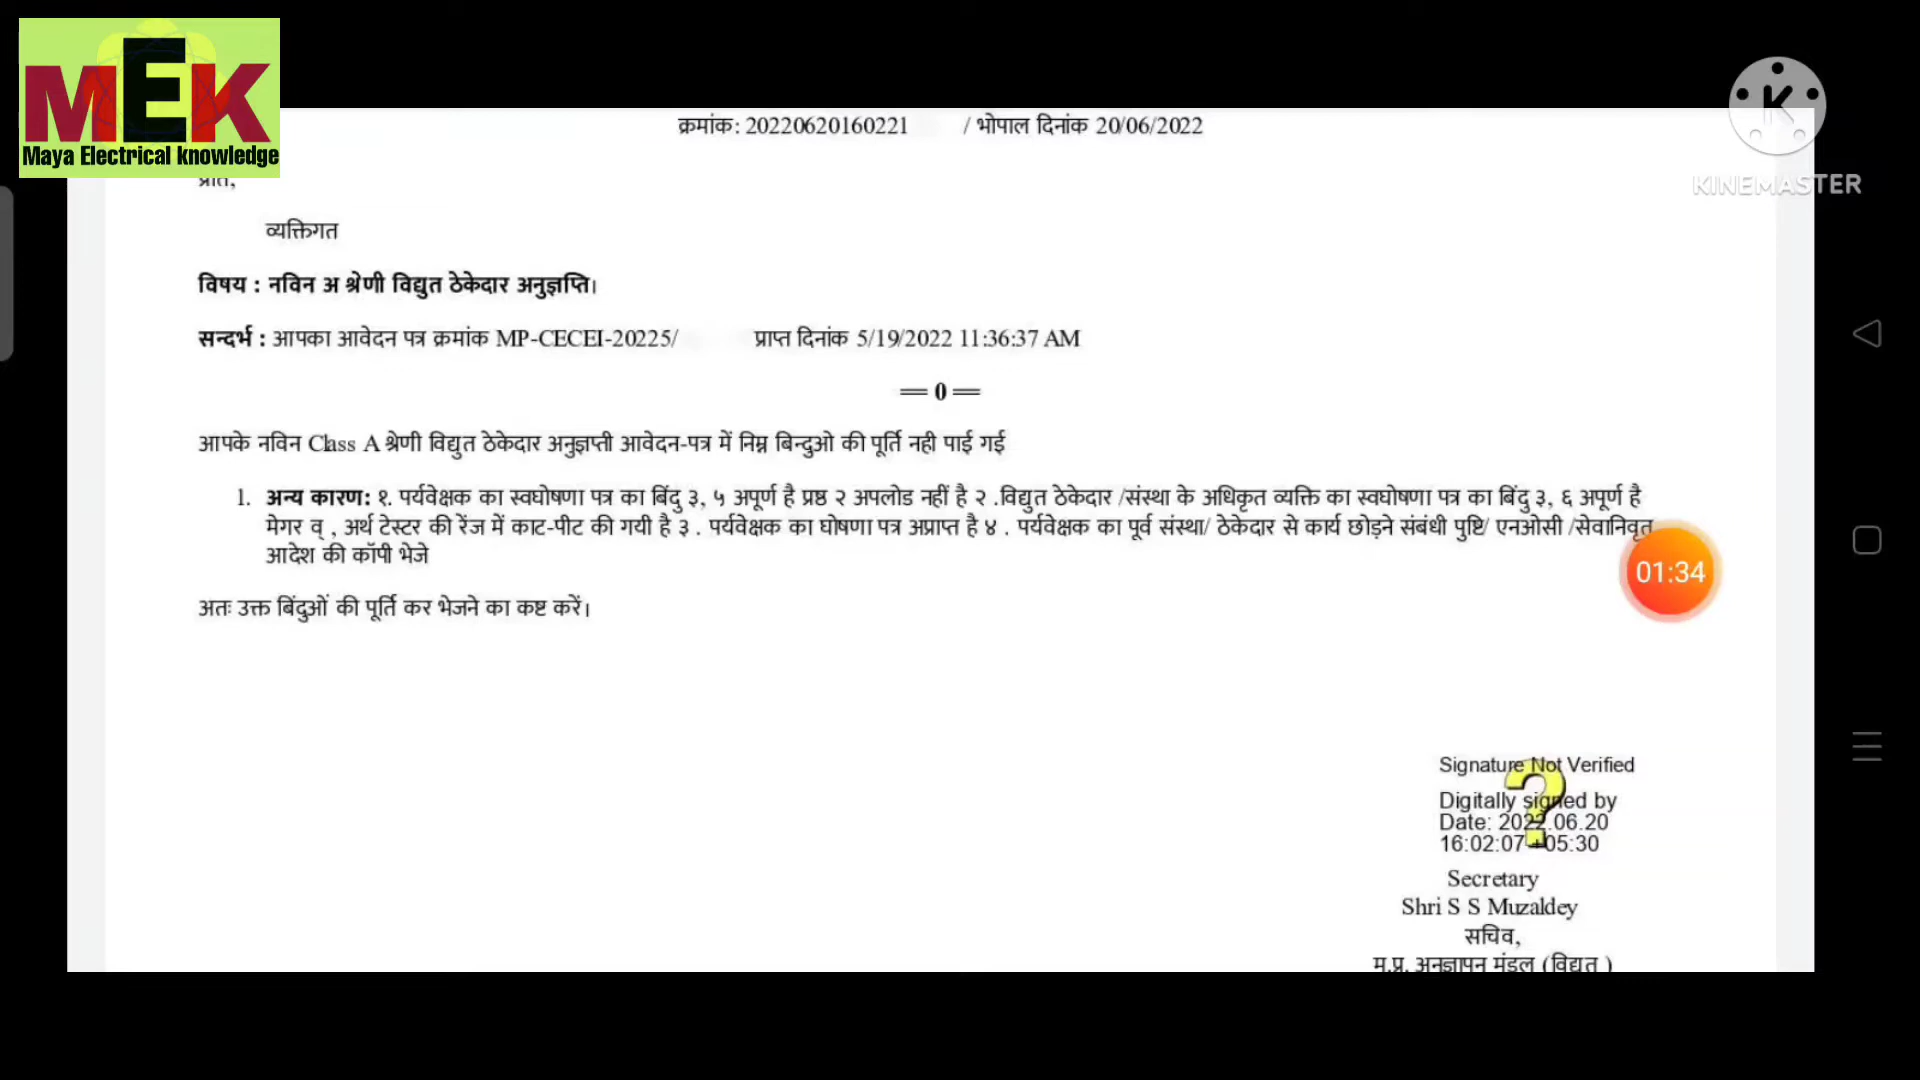 MEK
Maya Electrical knowledge
KINEMASTER
क्रमांक: 20220620160221 / भोपाल दिनांक 20/06/2022
प्रति,
व्यक्तिगत
विषय : नविन अ श्रेणी विद्युत ठेकेदार अनुज्ञप्ति।
सन्दर्भ : आपका आवेदन पत्र क्रमांक MP-CECEI-20225/ प्राप्त दिनांक 5/19/2022 11:36:37 AM
== 0 ==
आपके नविन Class A श्रेणी विद्युत ठेकेदार अनुज्ञप्ती आवेदन-पत्र में निम्न बिन्दुओ की पूर्ति नही पाई गई
1. अन्य कारण: १. पर्यवेक्षक का स्वघोषणा पत्र का बिंदु ३, ५ अपूर्ण है प्रष्ठ २ अपलोड नहीं है २ .विद्युत ठेकेदार /संस्था के अधिकृत व्यक्ति का स्वघोषणा पत्र का बिंदु ३, ६ अपूर्ण है
मेगर व् , अर्थ टेस्टर की रेंज में काट-पीट की गयी है ३ . पर्यवेक्षक का घोषणा पत्र अप्राप्त है ४ . पर्यवेक्षक का पूर्व संस्था/ ठेकेदार से कार्य छोड़ने संबंधी पुष्टि/ एनओसी /सेवानिवृत
आदेश की कॉपी भेजे
01:34
अतः उक्त बिंदुओं की पूर्ति कर भेजने का कष्ट करें।
Signature Not Verified
Digitally signed by
Date: 2022.06.20
16:02:07 +05:30
Secretary
Shri S S Muzaldey
सचिव,
म.प्र. अनुज्ञापन मंडल (विद्युत )